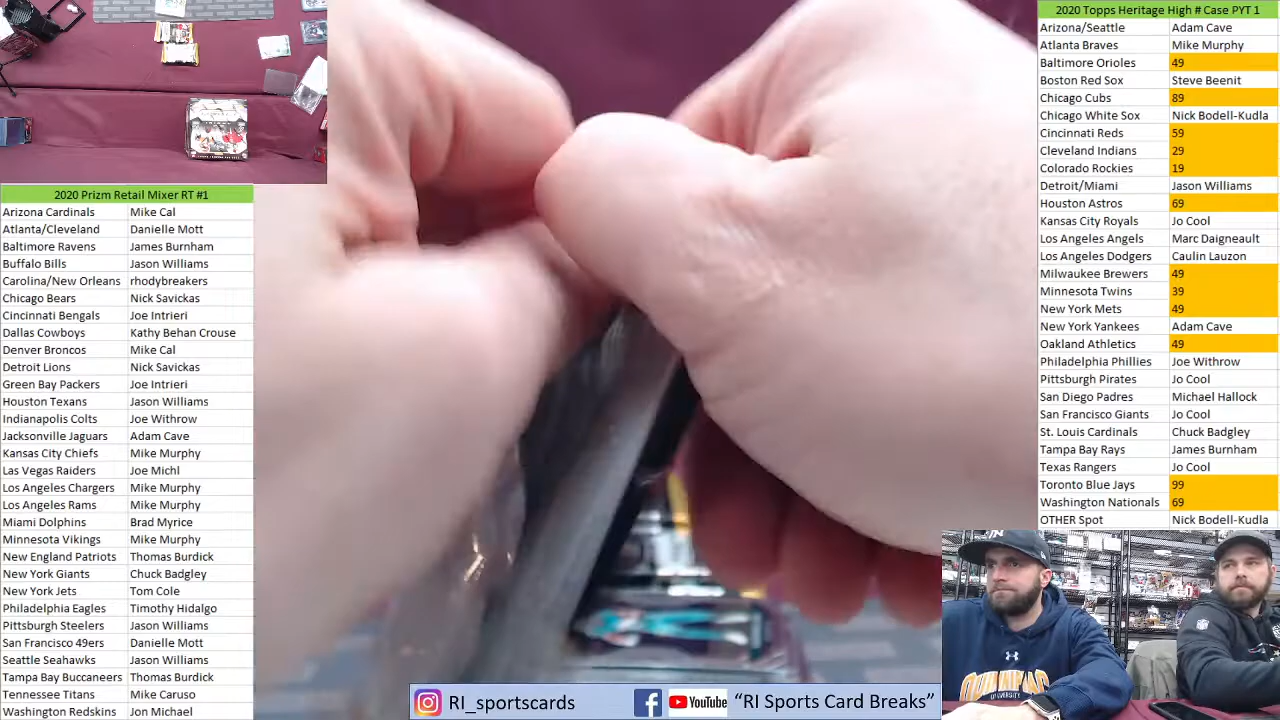 2020 Prizm Retail Mixer RT #1
Arizona Cardinals Mike Cal
Atlanta/Cleveland Danielle Mott
Baltimore Ravens James Burnham
Buffalo Bills Jason Williams
Carolina/New Orleans rhodybreakers
Chicago Bears Nick Savickas
Cincinnati Bengals Joe Intrieri
Dallas Cowboys Kathy Behan Crouse
Denver Broncos Mike Cal
Detroit Lions Nick Savickas
Green Bay Packers Joe Intrieri
Houston Texans Jason Williams
Indianapolis Colts Joe Withrow
Jacksonville Jaguars Adam Cave
Kansas City Chiefs Mike Murphy
Las Vegas Raiders Joe Michl
Los Angeles Chargers Mike Murphy
Los Angeles Rams Mike Murphy
Miami Dolphins Brad Myrice
Minnesota Vikings Mike Murphy
New England Patriots Thomas Burdick
New York Giants Chuck Badgley
New York Jets Tom Cole
Philadelphia Eagles Timothy Hidalgo
Pittsburgh Steelers Jason Williams
San Francisco 49ers Danielle Mott
Seattle Seahawks Jason Williams
Tampa Bay Buccaneers Thomas Burdick
Tennessee Titans Mike Caruso
Washington Redskins Jon Michael
2020 Topps Heritage High # Case PYT 1
Arizona/Seattle Adam Cave
Atlanta Braves Mike Murphy
Baltimore Orioles 49
Boston Red Sox Steve Beenit
Chicago Cubs 89
Chicago White Sox Nick Bodell-Kudla
Cincinnati Reds 59
Cleveland Indians 29
Colorado Rockies 19
Detroit/Miami Jason Williams
Houston Astros 69
Kansas City Royals Jo Cool
Los Angeles Angels Marc Daigneault
Los Angeles Dodgers Caulin Lauzon
Milwaukee Brewers 49
Minnesota Twins 39
New York Mets 49
New York Yankees Adam Cave
Oakland Athletics 49
Philadelphia Phillies Joe Withrow
Pittsburgh Pirates Jo Cool
San Diego Padres Michael Hallock
San Francisco Giants Jo Cool
St. Louis Cardinals Chuck Badgley
Tampa Bay Rays James Burnham
Texas Rangers Jo Cool
Toronto Blue Jays 99
Washington Nationals 69
OTHER Spot Nick Bodell-Kudla
RI_sportscards YouTube "RI Sports Card Breaks"